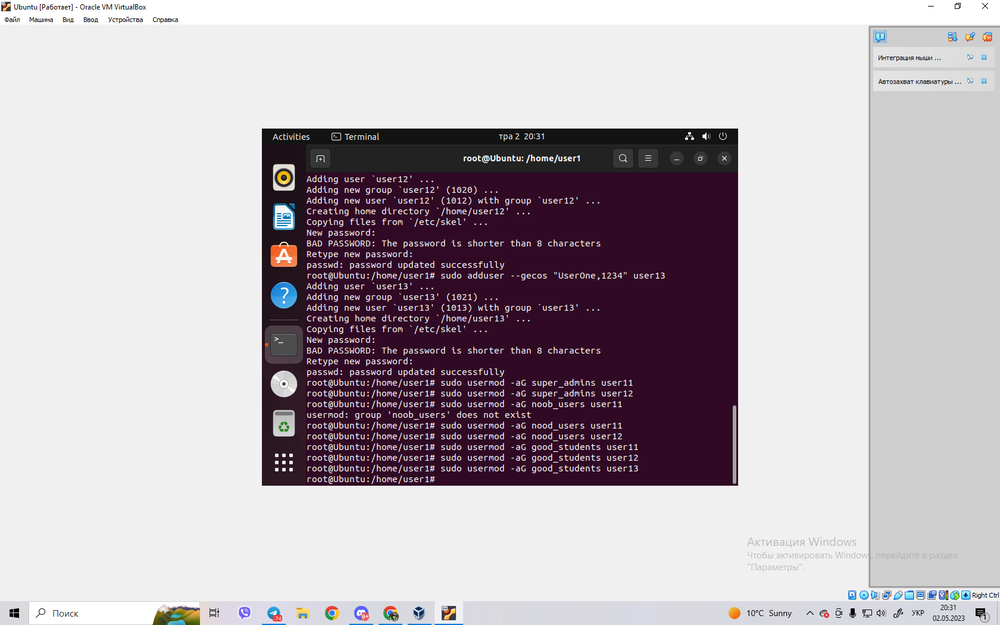 Ubuntu [Работает] - Oracle VM VirtualBox
Файл Машина Вид Ввод Устройства Справка
Интеграция мыши ...
Автозахват клавиатуры ...
Activities Terminal тра 2 20:31
root@Ubuntu: /home/user1
Adding user `user12' ...
Adding new group `user12' (1020) ...
Adding new user `user12' (1012) with group `user12' ...
Creating home directory `/home/user12' ...
Copying files from `/etc/skel' ...
New password:
BAD PASSWORD: The password is shorter than 8 characters
Retype new password:
passwd: password updated successfully
root@Ubuntu:/home/user1# sudo adduser --gecos "UserOne,1234" user13
Adding user `user13' ...
Adding new group `user13' (1021) ...
Adding new user `user13' (1013) with group `user13' ...
Creating home directory `/home/user13' ...
Copying files from `/etc/skel' ...
New password:
BAD PASSWORD: The password is shorter than 8 characters
Retype new password:
passwd: password updated successfully
root@Ubuntu:/home/user1# sudo usermod -aG super_admins user11
root@Ubuntu:/home/user1# sudo usermod -aG super_admins user12
root@Ubuntu:/home/user1# sudo usermod -aG noob_users user11
usermod: group 'noob_users' does not exist
root@Ubuntu:/home/user1# sudo usermod -aG nood_users user11
root@Ubuntu:/home/user1# sudo usermod -aG nood_users user12
root@Ubuntu:/home/user1# sudo usermod -aG good_students user11
root@Ubuntu:/home/user1# sudo usermod -aG good_students user12
root@Ubuntu:/home/user1# sudo usermod -aG good_students user13
root@Ubuntu:/home/user1#
Активация Windows
Чтобы активировать Windows, перейдите в раздел
"Параметры".
Right Ctrl
Поиск
74
9+
64
10°C Sunny
УКР
20:31
02.05.2023
1